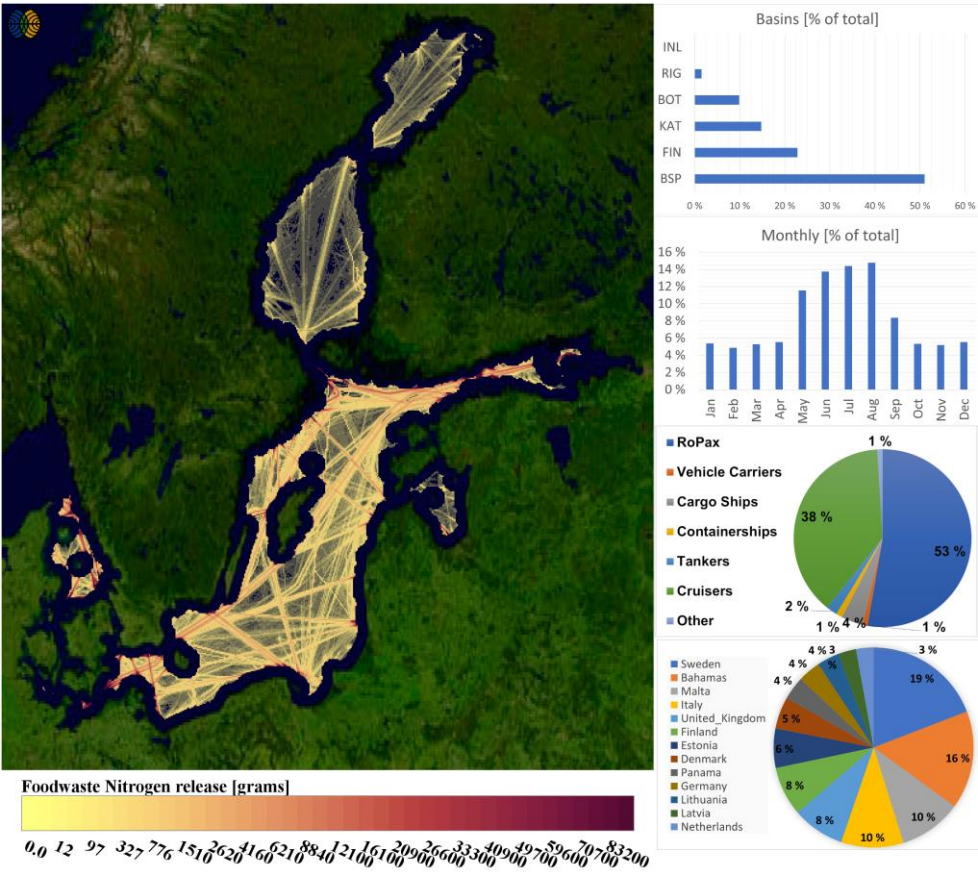 Basins [% of total]
INL
RIG
BOT
KAT
FIN
BSP
0 % 10 % 20 % 30 % 40 % 50 % 60 %
Monthly [% of total]
16 %
14 %
12 %
10 %
8 %
6 %
4 %
2 %
0 %
Jan Feb Mar Apr May Jun Jul Aug Sep Oct Nov Dec
RoPax
Vehicle Carriers
Cargo Ships
Containerships
Tankers
Cruisers
Other
1 %
38 %
53 %
2 %
1 % 4 % 1 %
Sweden
Bahamas
Malta
Italy
United_Kingdom
Finland
Estonia
Denmark
Panama
Germany
Lithuania
Latvia
Netherlands
4 % 3 % 3 %
4 %
4 %
19 %
5 %
6 %
16 %
8 %
8 %
10 %
10 %
Foodwaste Nitrogen release [grams]
0.0 12 97 327 776 1510 2620 4160 6210 8840 12100 16100 20900 26600 33300 40900 49700 59600 70700 83200